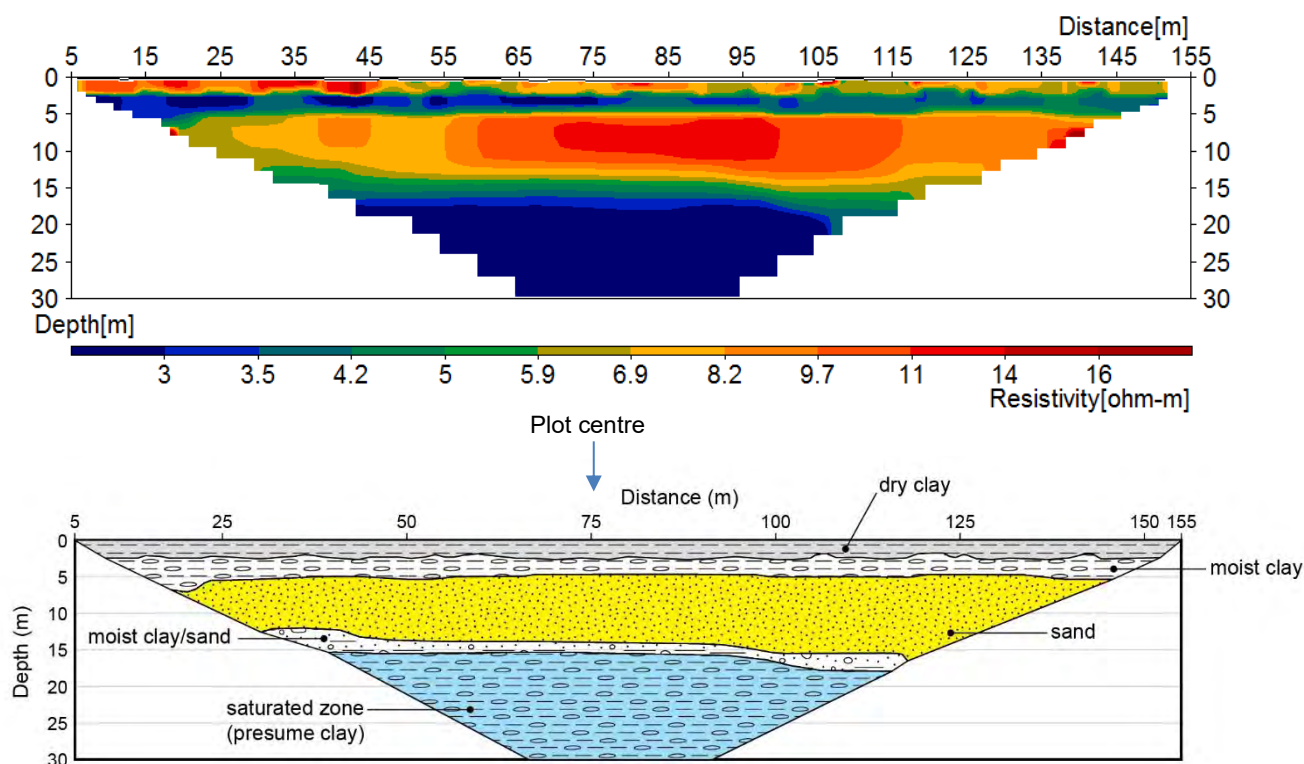 Distance[m]
5 15 25 35 45 55 65 75 85 95 105 115 125 135 145 155
0 0
5 5
10 10
15 15
20 20
25 25
30 30
Depth[m]
3 3.5 4.2 5 5.9 6.9 8.2 9.7 11 14 16
Resistivity[ohm-m]
Plot centre
dry clay
Distance (m)
5 25 50 75 100 125 150 155
0
moist clay
5
10
moist clay/sand
sand
15
20
saturated zone
(presume clay)
25
30
Depth (m)